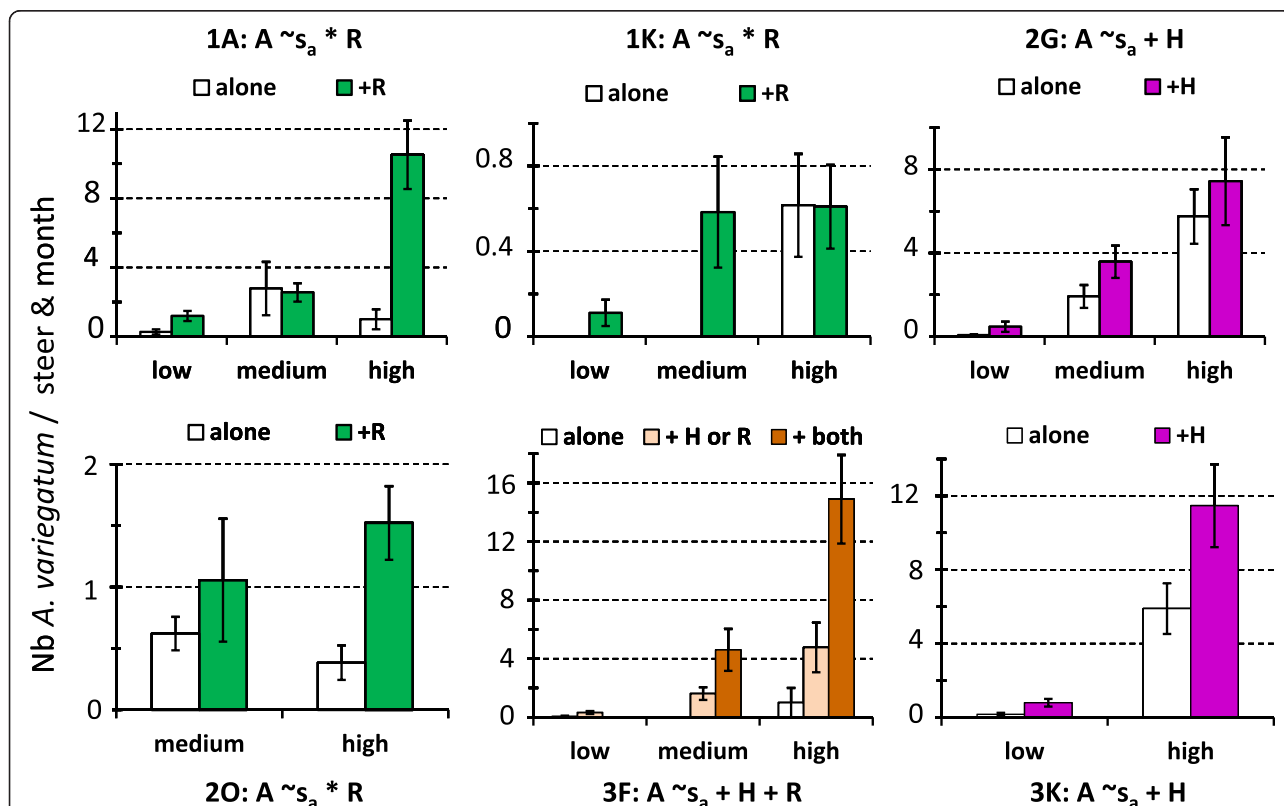 1A: A ~sₐ * R
alone +R
12
8
4
0
low medium high
1K: A ~sₐ * R
alone +R
0.8
0.4
0
low medium high
2G: A ~sₐ + H
alone +H
8
4
0
low medium high
Nb A. variegatum / steer & month
alone +R
2
1
0
medium high
2O: A ~sₐ * R
alone + H or R + both
16
12
8
4
0
low medium high
3F: A ~sₐ + H + R
alone +H
12
8
4
0
low high
3K: A ~sₐ + H